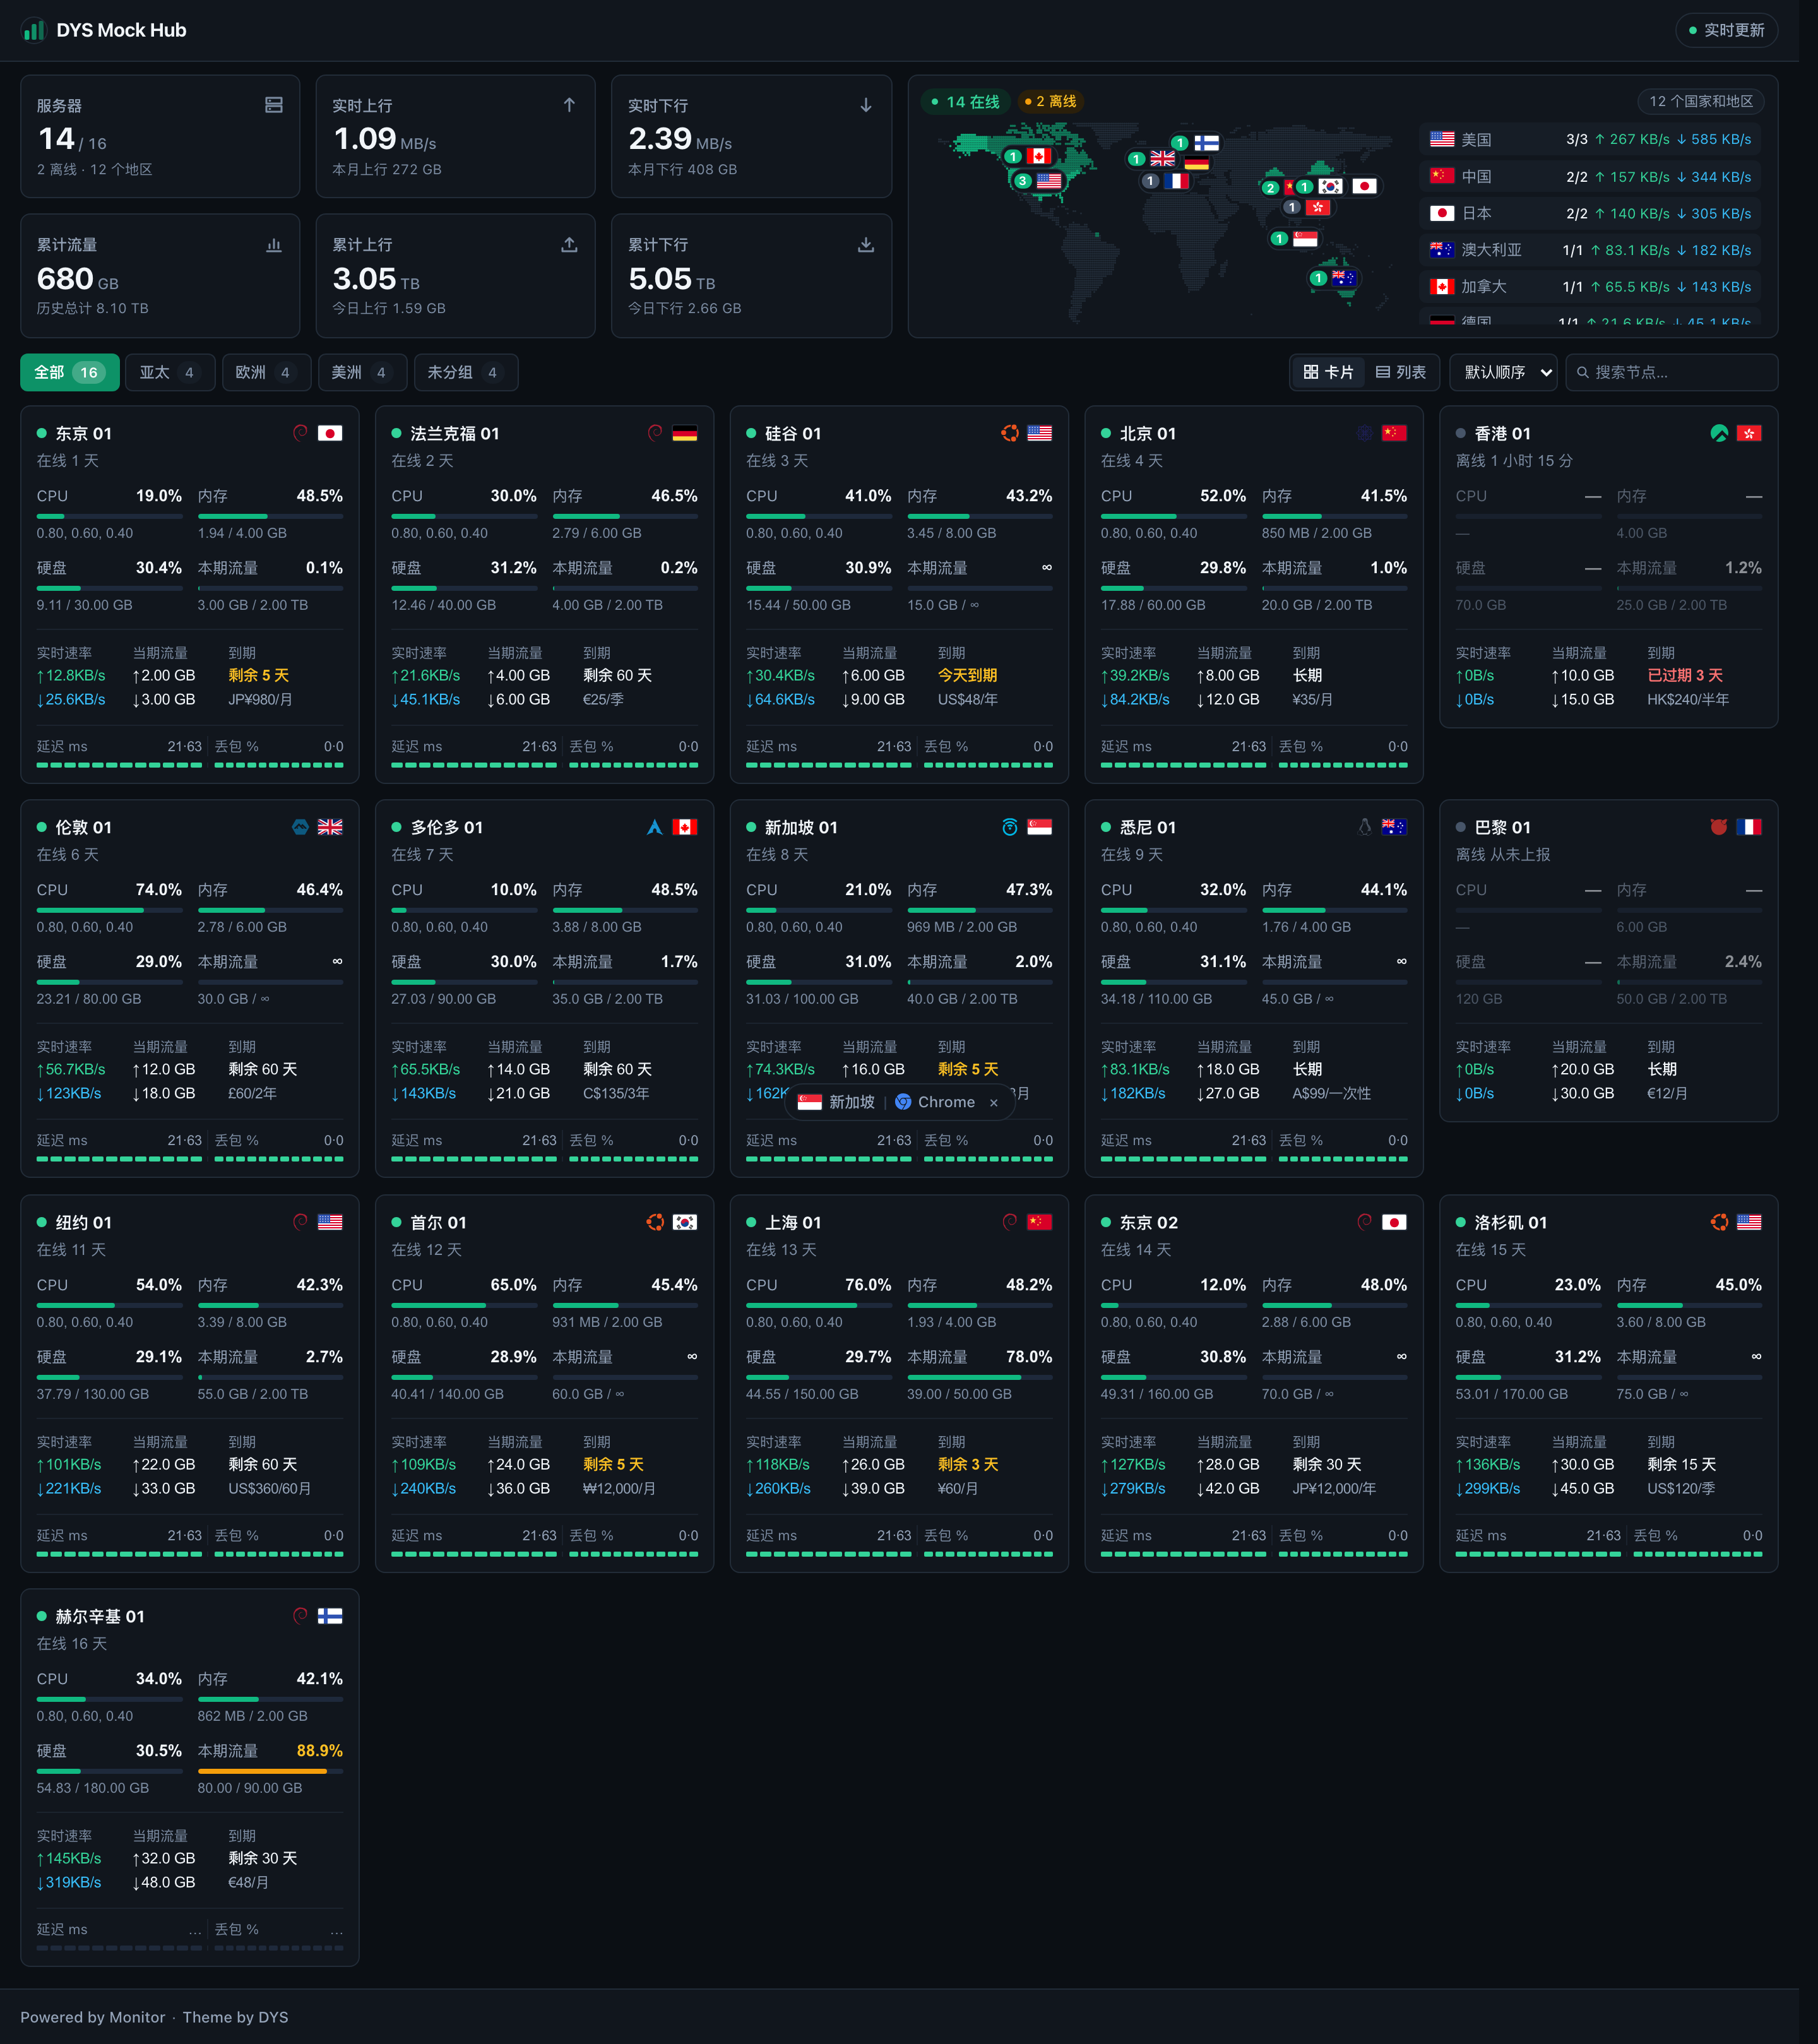 DYS Mock Hub
实时更新
服务器
14 / 16
2 离线 · 12 个地区
实时上行
1.09 MB/s
本月上行 272 GB
实时下行
2.39 MB/s
本月下行 408 GB
累计流量
680 GB
历史总计 8.10 TB
累计上行
3.05 TB
今日上行 1.59 GB
累计下行
5.05 TB
今日下行 2.66 GB
14 在线
2 离线
12 个国家和地区
1
3
1
1
1
2
1
1
1
1
美国 3/3 ↑ 267 KB/s ↓ 585 KB/s
中国 2/2 ↑ 157 KB/s ↓ 344 KB/s
日本 2/2 ↑ 140 KB/s ↓ 305 KB/s
澳大利亚 1/1 ↑ 83.1 KB/s ↓ 182 KB/s
加拿大 1/1 ↑ 65.5 KB/s ↓ 143 KB/s
德国 1/1 ↑ 21.6 KB/s ↓ 45.1 KB/s
全部 16
亚太 4
欧洲 4
美洲 4
未分组 4
卡片
列表
默认顺序
搜索节点...
东京 01
在线 1 天
CPU 19.0% 内存 48.5%
0.80, 0.60, 0.40 1.94 / 4.00 GB
硬盘 30.4% 本期流量 0.1%
9.11 / 30.00 GB 3.00 GB / 2.00 TB
实时速率 当期流量 到期
↑12.8KB/s ↑2.00 GB 剩余 5 天
↓25.6KB/s ↓3.00 GB JP¥980/月
延迟 ms 21·63 丢包 % 0·0
法兰克福 01
在线 2 天
CPU 30.0% 内存 46.5%
0.80, 0.60, 0.40 2.79 / 6.00 GB
硬盘 31.2% 本期流量 0.2%
12.46 / 40.00 GB 4.00 GB / 2.00 TB
实时速率 当期流量 到期
↑21.6KB/s ↑4.00 GB 剩余 60 天
↓45.1KB/s ↓6.00 GB €25/季
延迟 ms 21·63 丢包 % 0·0
硅谷 01
在线 3 天
CPU 41.0% 内存 43.2%
0.80, 0.60, 0.40 3.45 / 8.00 GB
硬盘 30.9% 本期流量 ∞
15.44 / 50.00 GB 15.0 GB / ∞
实时速率 当期流量 到期
↑30.4KB/s ↑6.00 GB 今天到期
↓64.6KB/s ↓9.00 GB US$48/年
延迟 ms 21·63 丢包 % 0·0
北京 01
在线 4 天
CPU 52.0% 内存 41.5%
0.80, 0.60, 0.40 850 MB / 2.00 GB
硬盘 29.8% 本期流量 1.0%
17.88 / 60.00 GB 20.0 GB / 2.00 TB
实时速率 当期流量 到期
↑39.2KB/s ↑8.00 GB 长期
↓84.2KB/s ↓12.0 GB ¥35/月
延迟 ms 21·63 丢包 % 0·0
香港 01
离线 1 小时 15 分
CPU — 内存 —
— 4.00 GB
硬盘 — 本期流量 1.2%
70.0 GB 25.0 GB / 2.00 TB
实时速率 当期流量 到期
↑0B/s ↑10.0 GB 已过期 3 天
↓0B/s ↓15.0 GB HK$240/半年
伦敦 01
在线 6 天
CPU 74.0% 内存 46.4%
0.80, 0.60, 0.40 2.78 / 6.00 GB
硬盘 29.0% 本期流量 ∞
23.21 / 80.00 GB 30.0 GB / ∞
实时速率 当期流量 到期
↑56.7KB/s ↑12.0 GB 剩余 60 天
↓123KB/s ↓18.0 GB £60/2年
延迟 ms 21·63 丢包 % 0·0
多伦多 01
在线 7 天
CPU 10.0% 内存 48.5%
0.80, 0.60, 0.40 3.88 / 8.00 GB
硬盘 30.0% 本期流量 1.7%
27.03 / 90.00 GB 35.0 GB / 2.00 TB
实时速率 当期流量 到期
↑65.5KB/s ↑14.0 GB 剩余 60 天
↓143KB/s ↓21.0 GB C$135/3年
延迟 ms 21·63 丢包 % 0·0
新加坡 01
在线 8 天
CPU 21.0% 内存 47.3%
0.80, 0.60, 0.40 969 MB / 2.00 GB
硬盘 31.0% 本期流量 2.0%
31.03 / 100.00 GB 40.0 GB / 2.00 TB
实时速率 当期流量 到期
↑74.3KB/s ↑16.0 GB 剩余 5 天
↓162K 月
新加坡 | Chrome ×
延迟 ms 21·63 丢包 % 0·0
悉尼 01
在线 9 天
CPU 32.0% 内存 44.1%
0.80, 0.60, 0.40 1.76 / 4.00 GB
硬盘 31.1% 本期流量 ∞
34.18 / 110.00 GB 45.0 GB / ∞
实时速率 当期流量 到期
↑83.1KB/s ↑18.0 GB 长期
↓182KB/s ↓27.0 GB A$99/一次性
延迟 ms 21·63 丢包 % 0·0
巴黎 01
离线 从未上报
CPU — 内存 —
— 6.00 GB
硬盘 — 本期流量 2.4%
120 GB 50.0 GB / 2.00 TB
实时速率 当期流量 到期
↑0B/s ↑20.0 GB 长期
↓0B/s ↓30.0 GB €12/月
纽约 01
在线 11 天
CPU 54.0% 内存 42.3%
0.80, 0.60, 0.40 3.39 / 8.00 GB
硬盘 29.1% 本期流量 2.7%
37.79 / 130.00 GB 55.0 GB / 2.00 TB
实时速率 当期流量 到期
↑101KB/s ↑22.0 GB 剩余 60 天
↓221KB/s ↓33.0 GB US$360/60月
延迟 ms 21·63 丢包 % 0·0
首尔 01
在线 12 天
CPU 65.0% 内存 45.4%
0.80, 0.60, 0.40 931 MB / 2.00 GB
硬盘 28.9% 本期流量 ∞
40.41 / 140.00 GB 60.0 GB / ∞
实时速率 当期流量 到期
↑109KB/s ↑24.0 GB 剩余 5 天
↓240KB/s ↓36.0 GB ₩12,000/月
延迟 ms 21·63 丢包 % 0·0
上海 01
在线 13 天
CPU 76.0% 内存 48.2%
0.80, 0.60, 0.40 1.93 / 4.00 GB
硬盘 29.7% 本期流量 78.0%
44.55 / 150.00 GB 39.00 / 50.00 GB
实时速率 当期流量 到期
↑118KB/s ↑26.0 GB 剩余 3 天
↓260KB/s ↓39.0 GB ¥60/月
延迟 ms 21·63 丢包 % 0·0
东京 02
在线 14 天
CPU 12.0% 内存 48.0%
0.80, 0.60, 0.40 2.88 / 6.00 GB
硬盘 30.8% 本期流量 ∞
49.31 / 160.00 GB 70.0 GB / ∞
实时速率 当期流量 到期
↑127KB/s ↑28.0 GB 剩余 30 天
↓279KB/s ↓42.0 GB JP¥12,000/年
延迟 ms 21·63 丢包 % 0·0
洛杉矶 01
在线 15 天
CPU 23.0% 内存 45.0%
0.80, 0.60, 0.40 3.60 / 8.00 GB
硬盘 31.2% 本期流量 ∞
53.01 / 170.00 GB 75.0 GB / ∞
实时速率 当期流量 到期
↑136KB/s ↑30.0 GB 剩余 15 天
↓299KB/s ↓45.0 GB US$120/季
延迟 ms 21·63 丢包 % 0·0
赫尔辛基 01
在线 16 天
CPU 34.0% 内存 42.1%
0.80, 0.60, 0.40 862 MB / 2.00 GB
硬盘 30.5% 本期流量 88.9%
54.83 / 180.00 GB 80.00 / 90.00 GB
实时速率 当期流量 到期
↑145KB/s ↑32.0 GB 剩余 30 天
↓319KB/s ↓48.0 GB €48/月
延迟 ms ... 丢包 % ...
Powered by Monitor · Theme by DYS